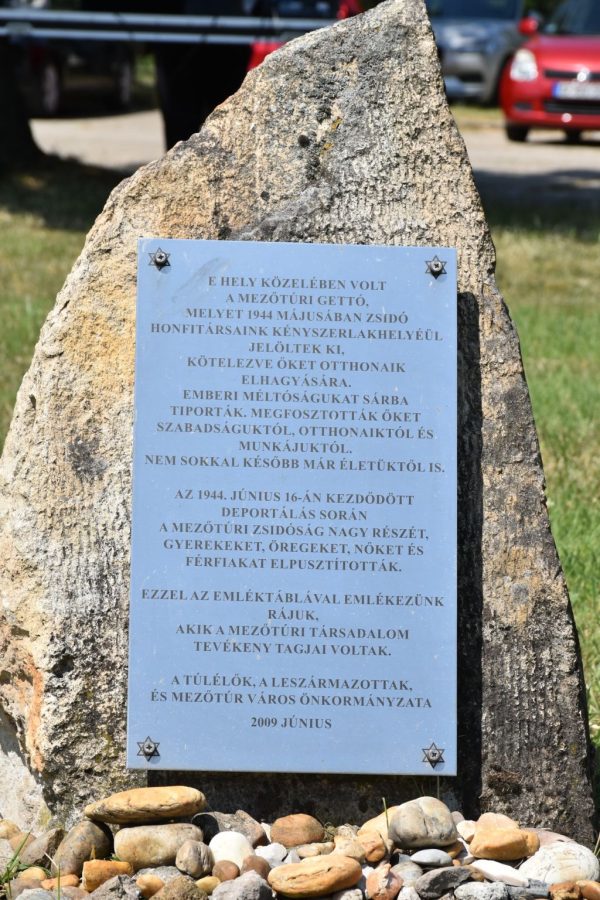 E HELY KÖZELÉBEN VOLT
A MEZŐTÚRI GETTÓ,
MELYET 1944 MÁJUSÁBAN ZSIDÓ
HONFITÁRSAINK KÉNYSZERLAKHELYÉÜL
JELÖLTEK KI,
KÖTELEZVE ŐKET OTTHONAIK
ELHAGYÁSÁRA.
EMBERI MÉLTÓSÁGUKAT SÁRBA
TIPORTÁK. MEGFOSZTOTTÁK ŐKET
SZABADSÁGUKTÓL, OTTHONAIKTÓL ÉS
MUNKÁJUKTÓL.
NEM SOKKAL KÉSŐBB MÁR ÉLETÜKTŐL IS.
AZ 1944. JÚNIUS 16-ÁN KEZDŐDÖTT
DEPORTÁLÁS SORÁN
A MEZŐTÚRI ZSIDÓSÁG NAGY RÉSZÉT,
GYEREKEKET, ÖREGEKET, NŐKET ÉS
FÉRFIAKAT ELPUSZTÍTOTTÁK.
EZZEL AZ EMLÉKTÁBLÁVAL EMLÉKEZÜNK
RÁJUK,
AKIK A MEZŐTÚRI TÁRSADALOM
TEVÉKENY TAGJAI VOLTAK.
A TÚLÉLŐK, A LESZÁRMAZOTTAK,
ÉS MEZŐTÚR VÁROS ÖNKORMÁNYZATA
2009 JÚNIUS